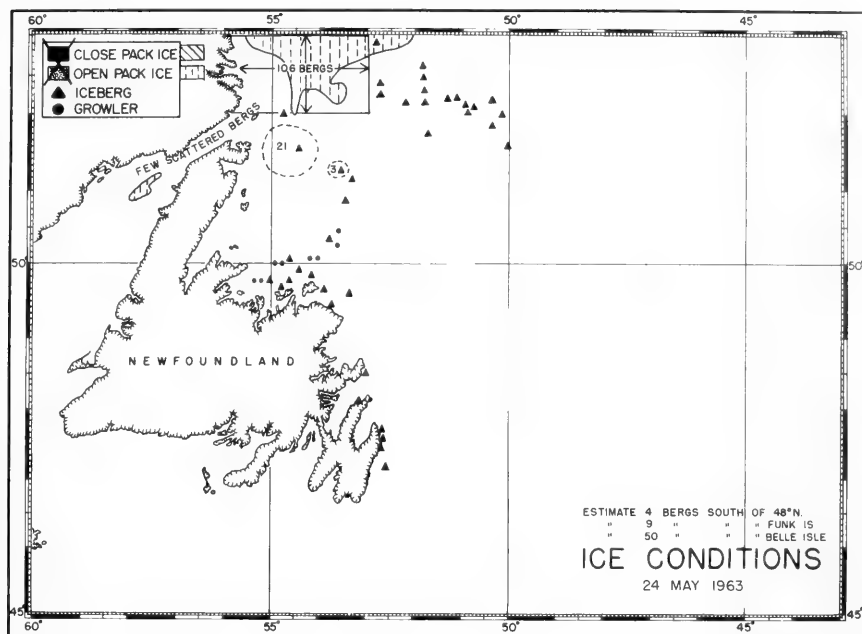 60° 55° 50° 45°
CLOSE PACK ICE
OPEN PACK ICE
ICEBERG
GROWLER
106 BERGS
FEW SCATTERED BERGS
21
3
50° 50°
NEWFOUNDLAND
ESTIMATE 4 BERGS SOUTH OF 48°N.
" 9 " " " FUNK IS
" 50 " " " BELLE ISLE
ICE CONDITIONS
24 MAY 1963
45° 45°
60° 55° 50° 45°